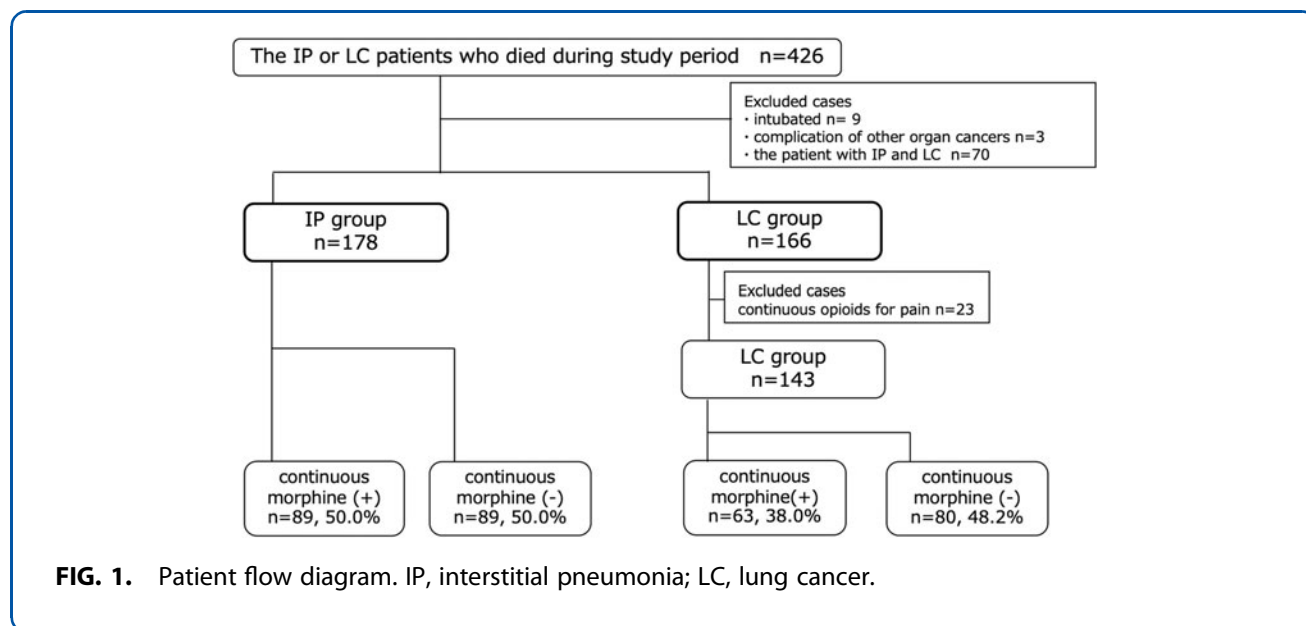 The IP or LC patients who died during study period n=426
Excluded cases
・intubated n= 9
・complication of other organ cancers n=3
・the patient with IP and LC n=70
IP group
n=178
LC group
n=166
Excluded cases
continuous opioids for pain n=23
LC group
n=143
continuous
morphine (+)
n=89, 50.0%
continuous
morphine (-)
n=89, 50.0%
continuous
morphine(+)
n=63, 38.0%
continuous
morphine (-)
n=80, 48.2%
FIG. 1. Patient flow diagram. IP, interstitial pneumonia; LC, lung cancer.